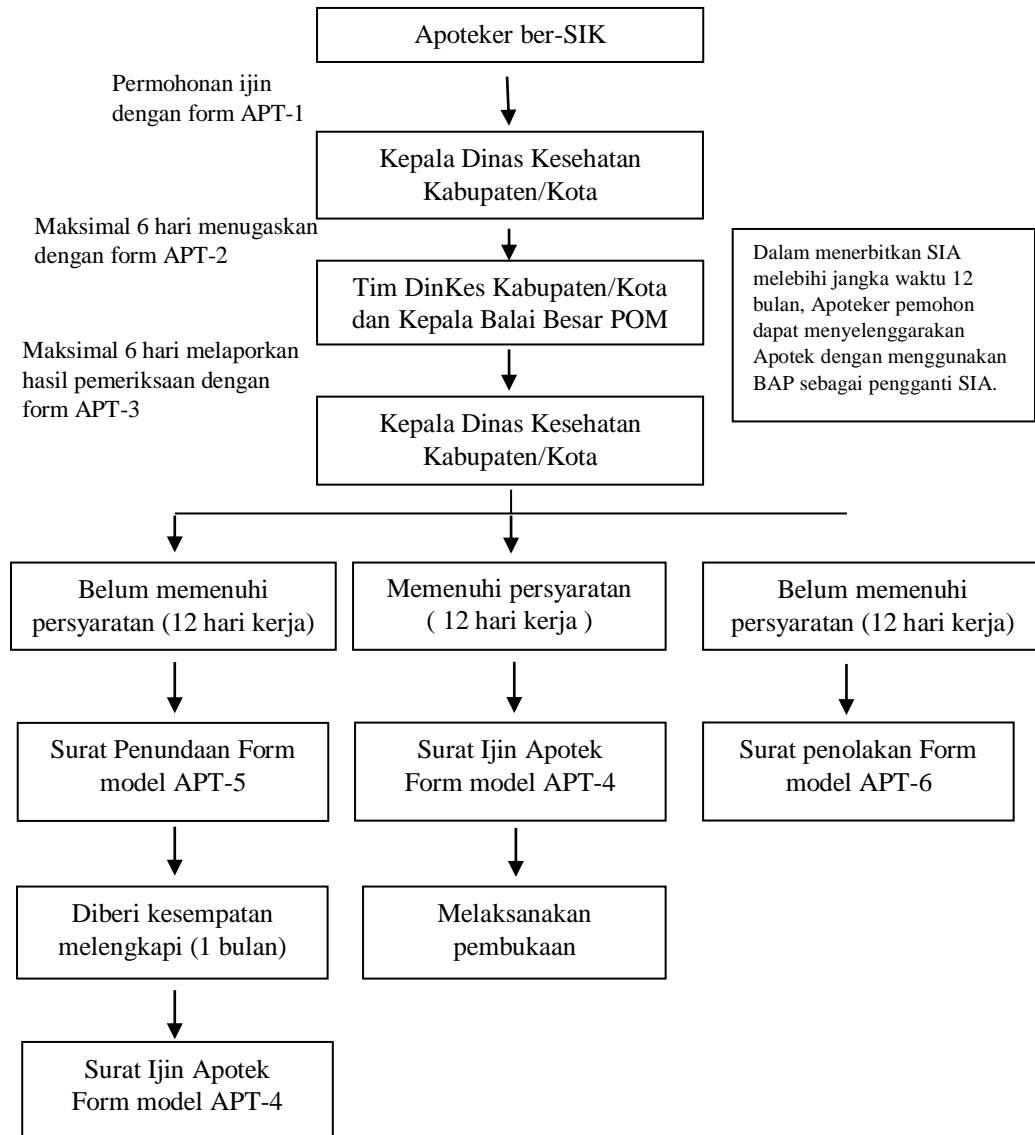 Apoteker ber-SIK
Permohonan ijin
dengan form APT-1
Kepala Dinas Kesehatan
Kabupaten/Kota
Maksimal 6 hari menugaskan
dengan form APT-2
Tim DinKes Kabupaten/Kota
dan Kepala Balai Besar POM
Dalam menerbitkan SIA
melebihi jangka waktu 12
bulan, Apoteker pemohon
dapat menyelenggarakan
Apotek dengan menggunakan
BAP sebagai pengganti SIA.
Maksimal 6 hari melaporkan
hasil pemeriksaan dengan
form APT-3
Kepala Dinas Kesehatan
Kabupaten/Kota
Belum memenuhi
persyaratan (12 hari kerja)
Memenuhi persyaratan
( 12 hari kerja )
Belum memenuhi
persyaratan (12 hari kerja)
Surat Penundaan Form
model APT-5
Surat Ijin Apotek
Form model APT-4
Surat penolakan Form
model APT-6
Diberi kesempatan
melengkapi (1 bulan)
Melaksanakan
pembukaan
Surat Ijin Apotek
Form model APT-4